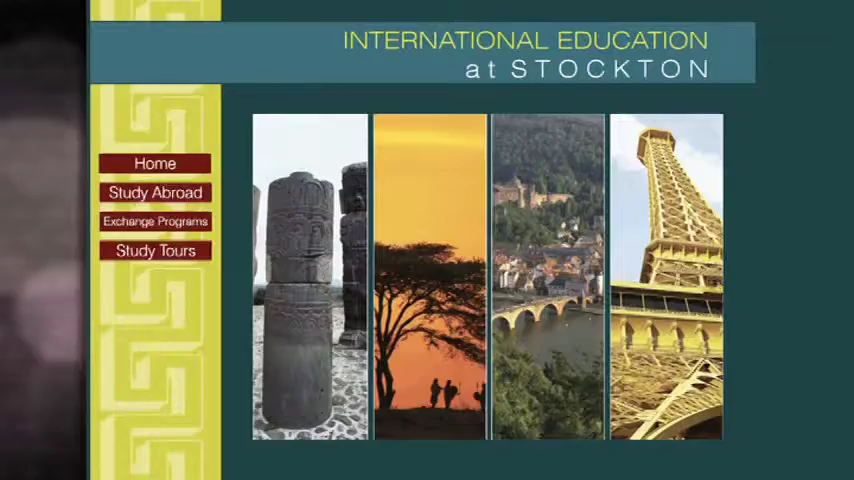 INTERNATIONAL EDUCATION
at STOCKTON
Home
Study Abroad
Exchange Programs
Study Tours